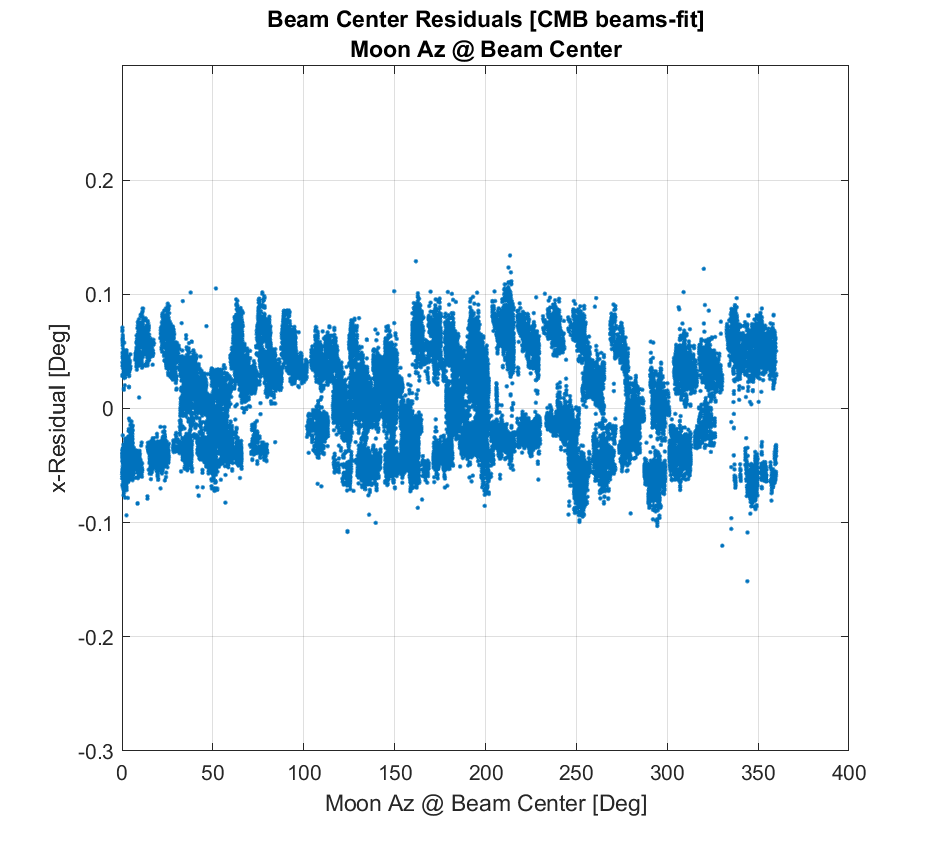 Beam Center Residuals [CMB beams-fit]
Moon Az @ Beam Center
0.2
0.1
0
-0.1
-0.2
-0.3
x-Residual [Deg]
0 50 100 150 200 250 300 350 400
Moon Az @ Beam Center [Deg]